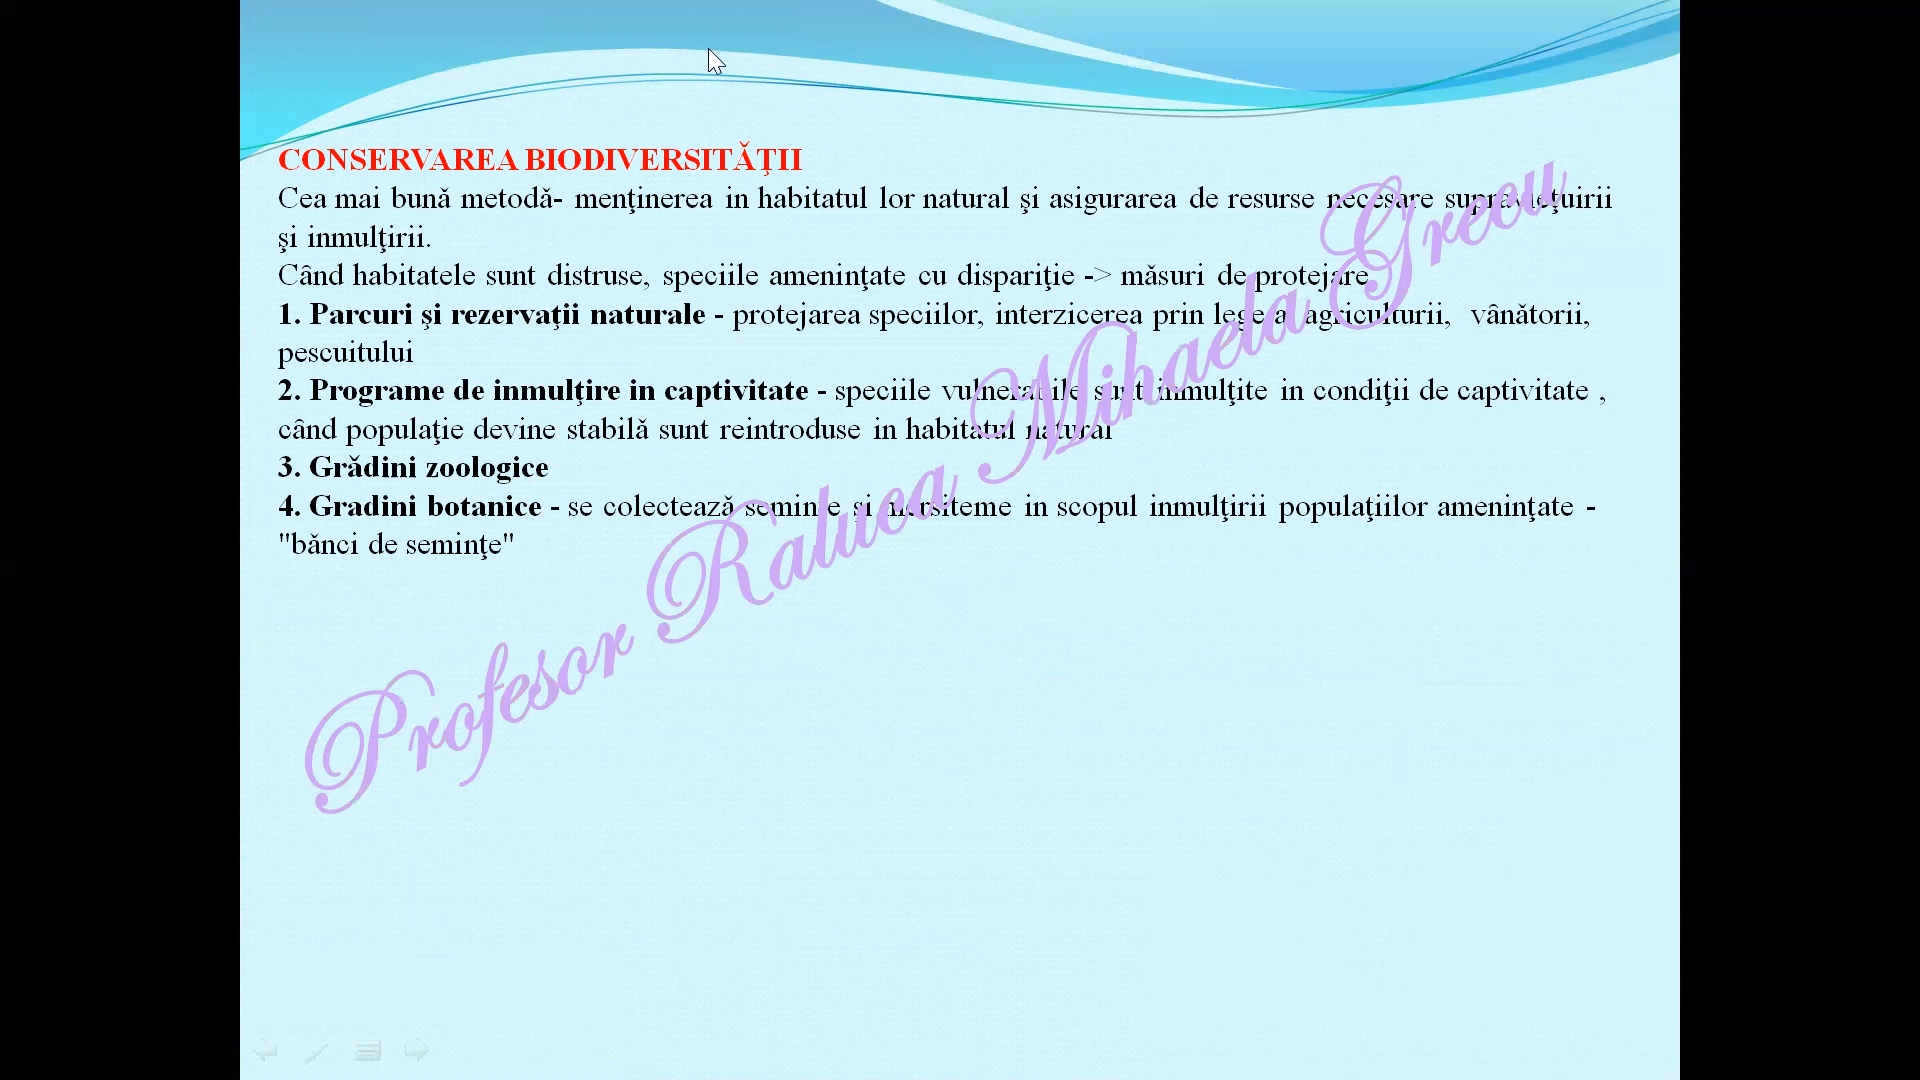 CONSERVAREA BIODIVERSITĂŢII
Cea mai bună metodă- menţinerea in habitatul lor natural şi asigurarea de resurse necesare supravieţuirii
şi inmulţirii.
Când habitatele sunt distruse, speciile ameninţate cu dispariţie -> măsuri de protejare
1. Parcuri şi rezervaţii naturale - protejarea speciilor, interzicerea prin lege a agriculturii, vânătorii,
pescuitului
2. Programe de inmulţire in captivitate - speciile vulnerabile sunt inmulţite in condiţii de captivitate ,
când populaţie devine stabilă sunt reintroduse in habitatul natural
3. Grădini zoologice
4. Gradini botanice - se colectează seminţe şi mersiteme in scopul inmulţirii populaţiilor ameninţate -
"bănci de seminţe"
Profesor Raluca Mihaela Grecu